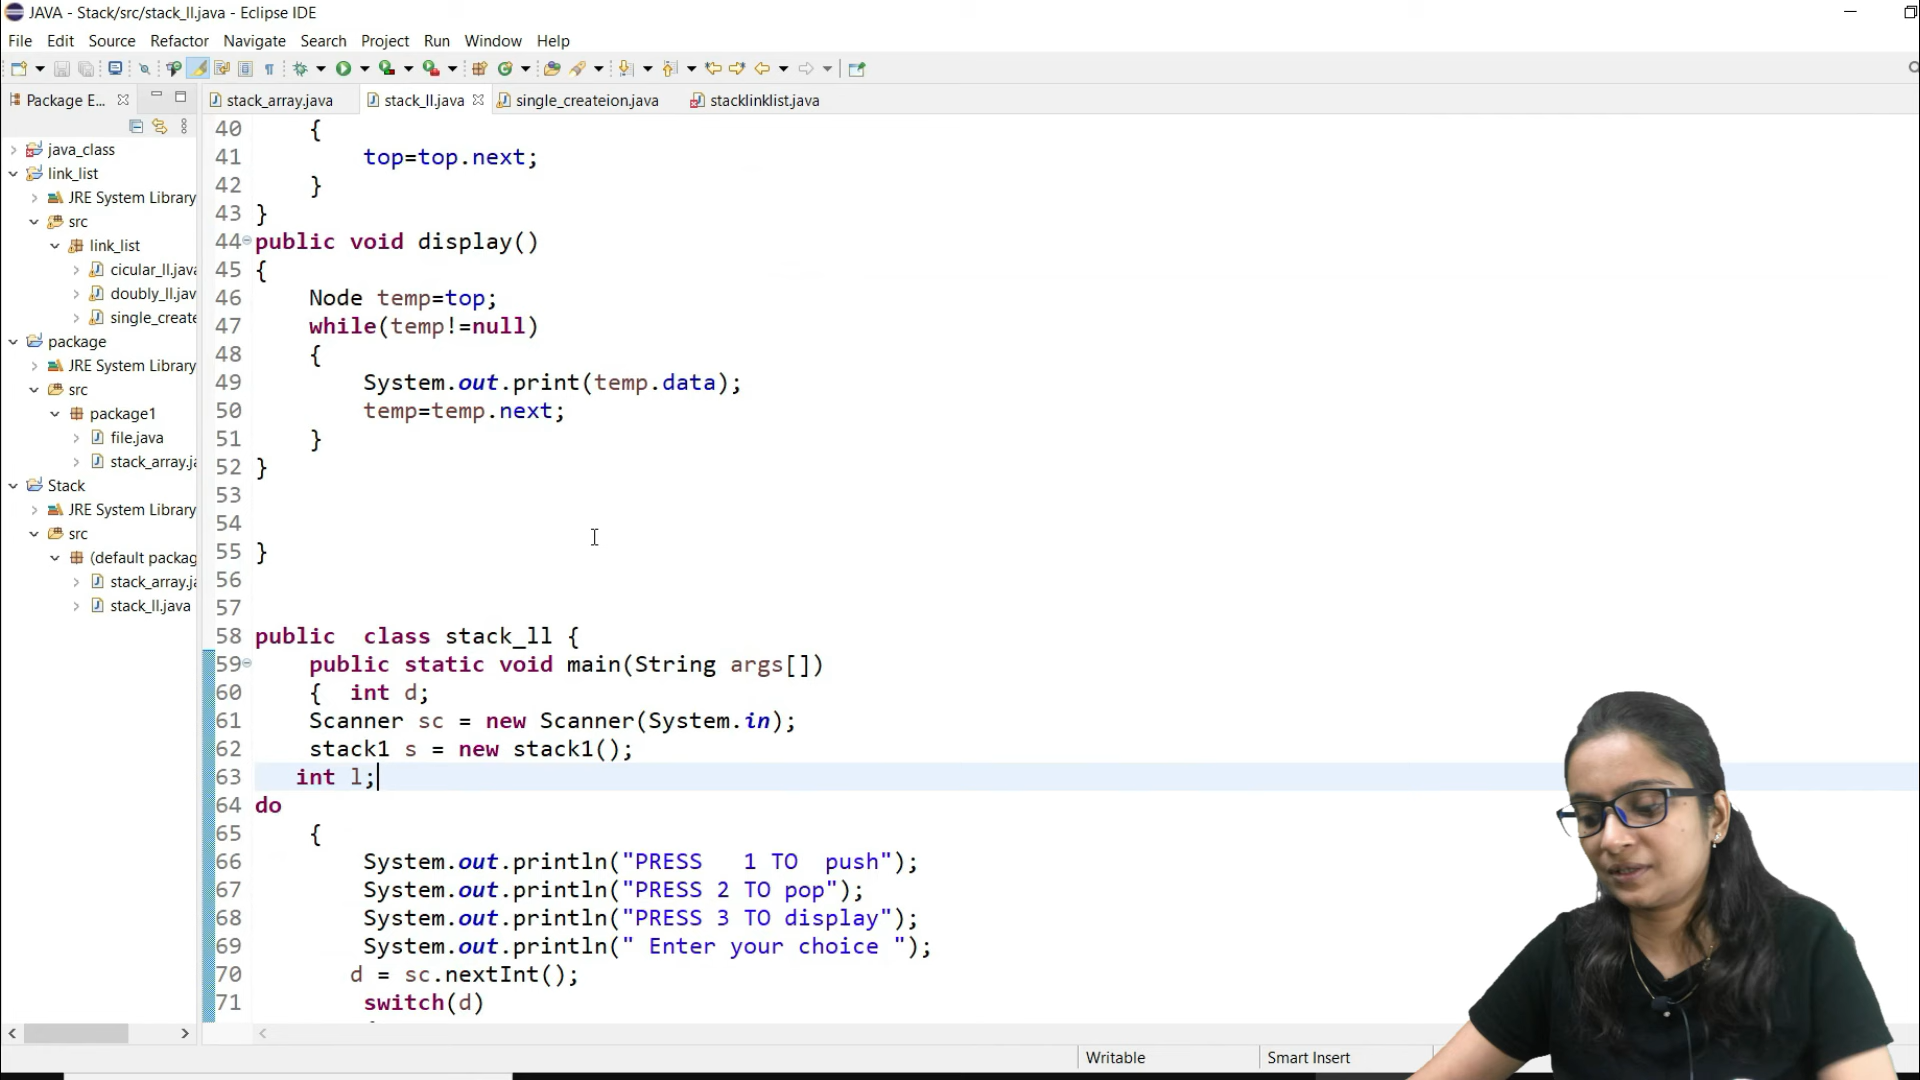 JAVA - Stack/src/stack_ll.java - Eclipse IDE
File Edit Source Refactor Navigate Search Project Run Window Help
Package E...
stack_array.java
stack_ll.java
single_createion.java
stacklinklist.java
java_class
link_list
JRE System Library
src
link_list
cicular_ll.java
doubly_ll.jav
single_create
package
JRE System Library
src
package1
file.java
stack_array.ja
Stack
JRE System Library
src
(default packag
stack_array.ja
stack_ll.java
40 {
41 top=top.next;
42 }
43 }
44 public void display()
45 {
46 Node temp=top;
47 while(temp!=null)
48 {
49 System.out.print(temp.data);
50 temp=temp.next;
51 }
52 }
53
54
55 }
56
57
58 public  class stack_ll {
59 public static void main(String args[])
60 {  int d;
61 Scanner sc = new Scanner(System.in);
62 stack1 s = new stack1();
63 int l;
64 do
65 {
66 System.out.println("PRESS   1 TO  push");
67 System.out.println("PRESS 2 TO pop");
68 System.out.println("PRESS 3 TO display");
69 System.out.println(" Enter your choice ");
70 d = sc.nextInt();
71 switch(d)
Writable
Smart Insert